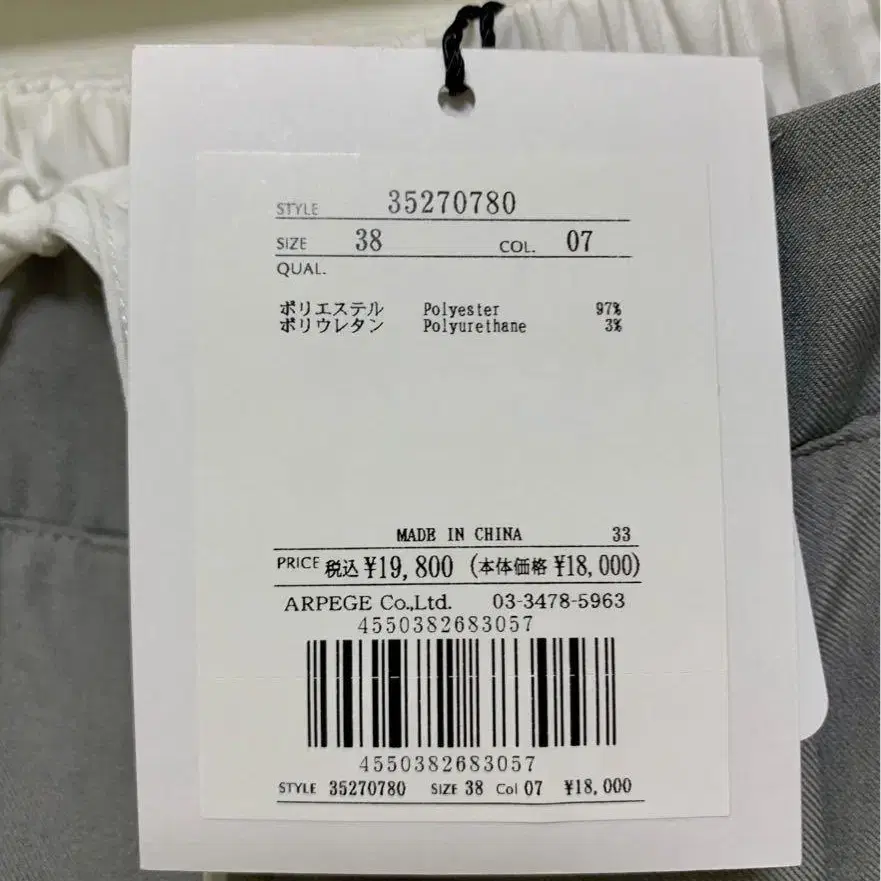 STYLE 35270780
SIZE 38 COL. 07
QUAL.
ポリエステル Polyester 97%
ポリウレタン Polyurethane 3%
MADE IN CHINA 33
PRICE 税込 ¥19,800 (本体価格 ¥18,000)
ARPEGE Co.,Ltd. 03-3478-5963
4550382683057
4550382683057
STYLE 35270780 SIZE 38 Col 07 ¥18,000